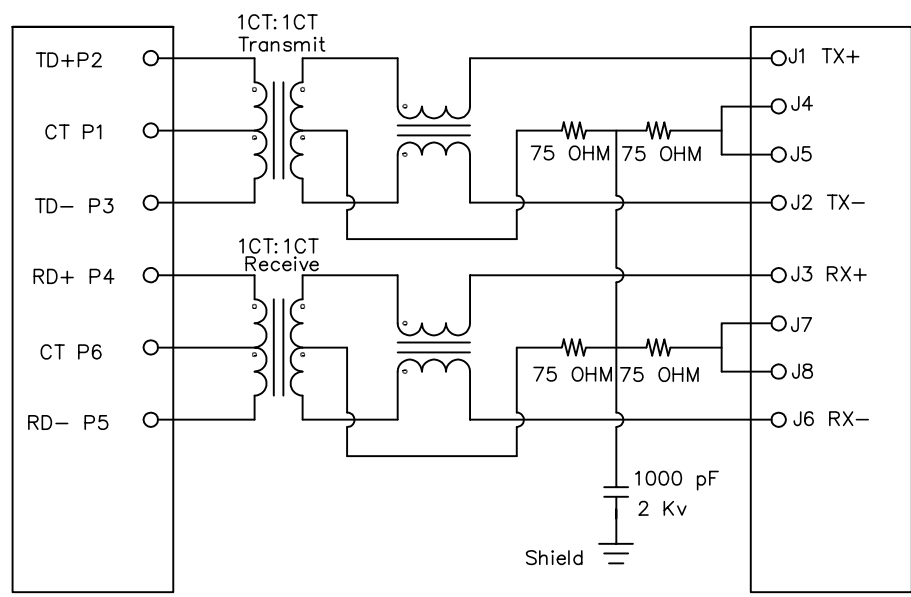 1CT:1CT
Transmit
TD+P2
J1 TX+
J4
CT P1
75 OHM
75 OHM
J5
TD- P3
J2 TX-
1CT:1CT
Receive
RD+ P4
J3 RX+
J7
CT P6
75 OHM
75 OHM
J8
RD- P5
J6 RX-
1000 pF
2 Kv
Shield